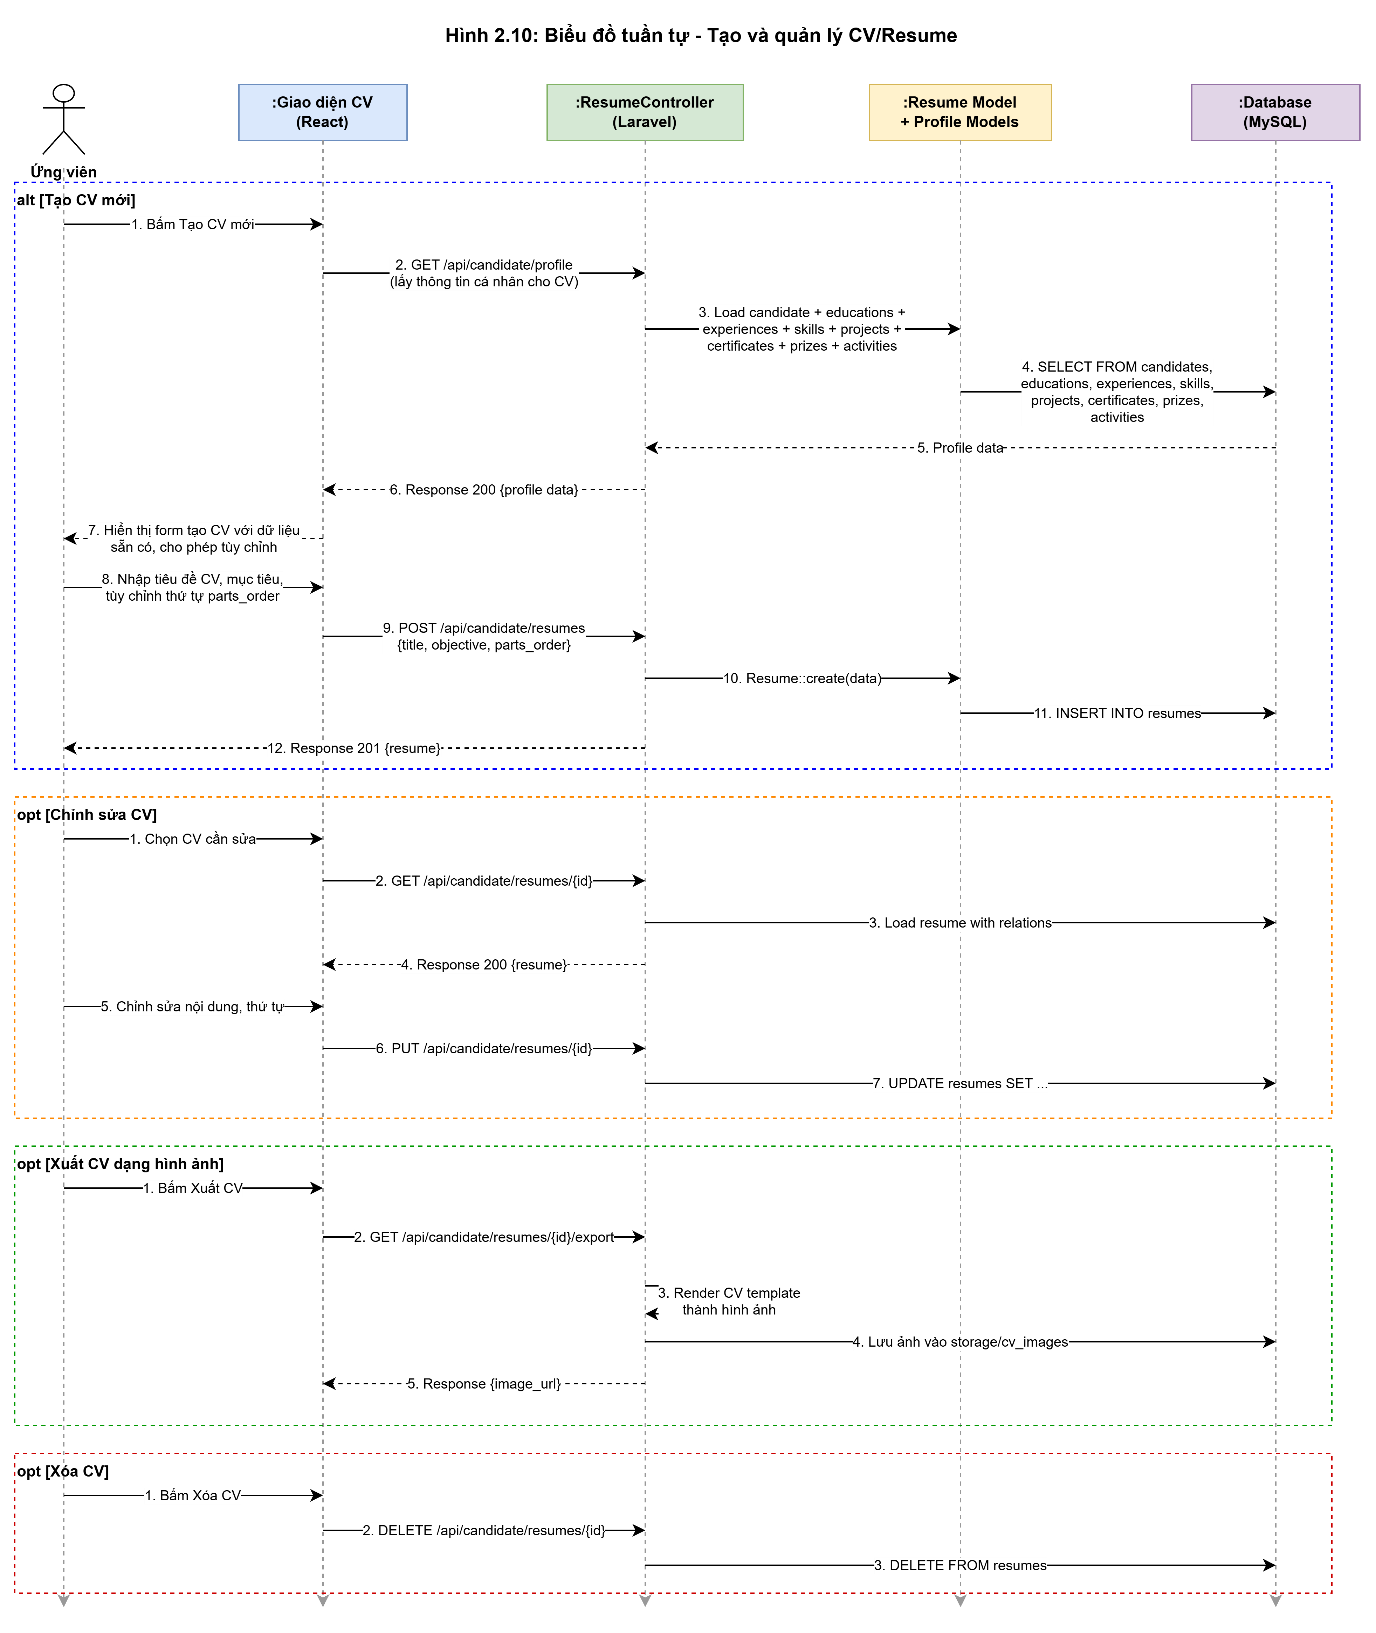 Hình 2.10: Biểu đồ tuần tự - Tạo và quản lý CV/Resume
:Giao diện CV
(React)
:ResumeController
(Laravel)
:Resume Model
+ Profile Models
:Database
(MySQL)
Ứng viên
alt [Tạo CV mới]
1. Bấm Tạo CV mới
2. GET /api/candidate/profile
(lấy thông tin cá nhân cho CV)
3. Load candidate + educations +
experiences + skills + projects +
certificates + prizes + activities
4. SELECT FROM candidates,
educations, experiences, skills,
projects, certificates, prizes,
activities
5. Profile data
6. Response 200 {profile data}
7. Hiển thị form tạo CV với dữ liệu
sẵn có, cho phép tùy chỉnh
8. Nhập tiêu đề CV, mục tiêu,
tùy chỉnh thứ tự parts_order
9. POST /api/candidate/resumes
{title, objective, parts_order}
10. Resume::create(data)
11. INSERT INTO resumes
12. Response 201 {resume}
opt [Chỉnh sửa CV]
1. Chọn CV cần sửa
2. GET /api/candidate/resumes/{id}
3. Load resume with relations
4. Response 200 {resume}
5. Chỉnh sửa nội dung, thứ tự
6. PUT /api/candidate/resumes/{id}
7. UPDATE resumes SET ...
opt [Xuất CV dạng hình ảnh]
1. Bấm Xuất CV
2. GET /api/candidate/resumes/{id}/export
3. Render CV template
thành hình ảnh
4. Lưu ảnh vào storage/cv_images
5. Response {image_url}
opt [Xóa CV]
1. Bấm Xóa CV
2. DELETE /api/candidate/resumes/{id}
3. DELETE FROM resumes